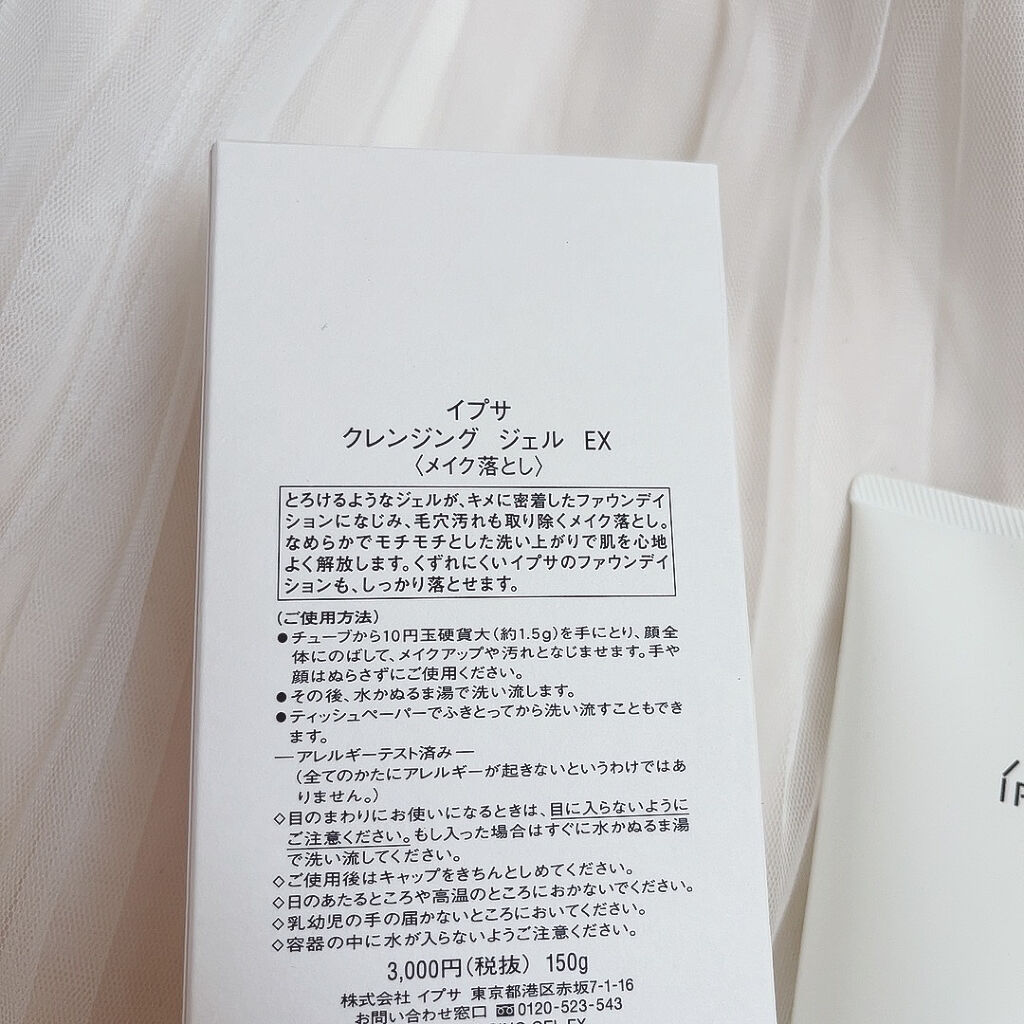 イプサ
クレンジング ジェル EX
〈メイク落とし〉
とろけるようなジェルが、キメに密着したファウンデイ
ションになじみ、毛穴汚れも取り除くメイク落とし。
なめらかでモチモチとした洗い上がりで肌を心地
よく解放します。くずれにくいイプサのファウンデイ
ションも、しっかり落とせます。
(ご使用方法)
●チューブから10円玉硬貨大(約1.5g)を手にとり、顔全
体にのばして、メイクアップや汚れとなじませます。手や
顔はぬらさずにご使用ください。
●その後、水かぬるま湯で洗い流します。
●ティッシュペーパーでふきとってから洗い流すこともでき
ます。
―アレルギーテスト済み―
(全てのかたにアレルギーが起きないというわけではあ
りません。)
◇目のまわりにお使いになるときは、目に入らないように
ご注意ください。もし入った場合はすぐに水かぬるま湯
で洗い流してください。
◇ご使用後はキャップをきちんとしめてください。
◇日のあたるところや高温のところにおかないでください。
◇乳幼児の手の届かないところにおいてください。
◇容器の中に水が入らないようご注意ください。
3,000円(税抜) 150g
株式会社 イプサ 東京都港区赤坂7-1-16
お問い合わせ窓口 0120-523-543
GEL EX